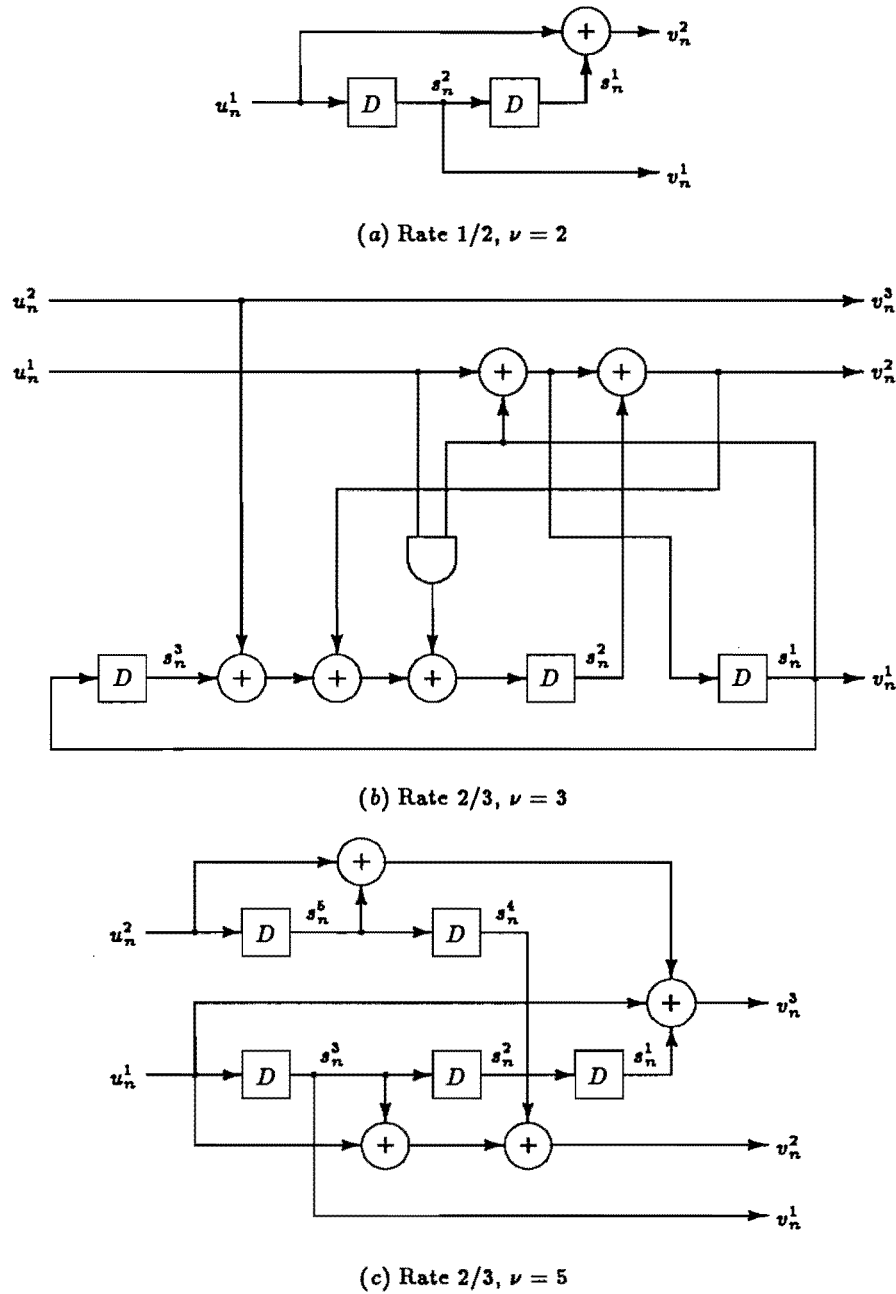 +
v_n^2
s_n^2
s_n^1
u_n^1
D
D
v_n^1
(a) Rate 1/2, ν = 2
u_n^2
v_n^3
u_n^1
+
+
v_n^2
s_n^3
s_n^2
s_n^1
D
+
+
+
D
D
v_n^1
(b) Rate 2/3, ν = 3
+
s_n^5
s_n^4
u_n^2
D
D
+
v_n^3
s_n^3
s_n^2
s_n^1
u_n^1
D
D
D
+
+
v_n^2
v_n^1
(c) Rate 2/3, ν = 5